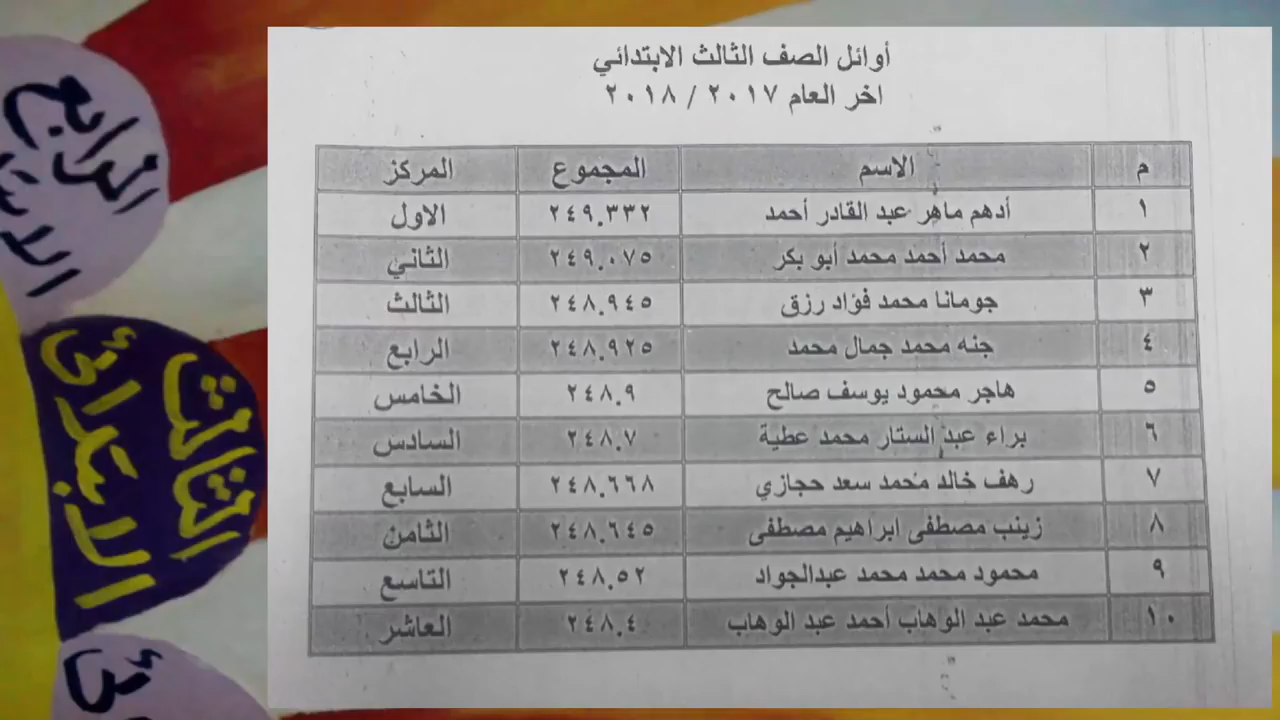 أوائل الصف الثالث الابتدائي
اخر العام ٢٠١٧ / ٢٠١٨
م الاسم المجموع المركز
١ أدهم ماهر عبد القادر أحمد ٢٤٩.٣٣٢ الاول
٢ محمد أحمد محمد أبو بكر ٢٤٩.٠٧٥ الثاني
٣ جومانا محمد فؤاد رزق ٢٤٨.٩٤٥ الثالث
٤ جنه محمد جمال محمد ٢٤٨.٩٢٥ الرابع
٥ هاجر محمود يوسف صالح ٢٤٨.٩ الخامس
٦ براء عبد الستار محمد عطية ٢٤٨.٧ السادس
٧ رهف خالد محمد سعد حجازي ٢٤٨.٦٦٨ السابع
٨ زينب مصطفى ابراهيم مصطفى ٢٤٨.٦٤٥ الثامن
٩ محمود محمد محمد عبدالجواد ٢٤٨.٥٢ التاسع
١٠ محمد عبد الوهاب أحمد عبد الوهاب ٢٤٨.٤ العاشر
الرابع
الثالث
الابتدائى